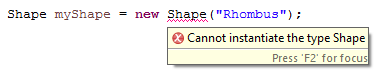 Shape myShape = new Shape("Rhombus");
Cannot instantiate the type Shape
Press 'F2' for focus